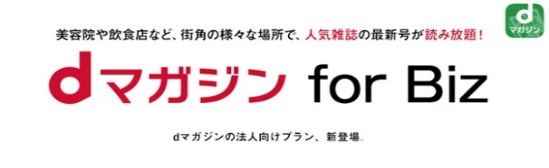 美容院や飲食店など、街角の様々な場所で、人気雑誌の最新号が読み放題！
d
マガジン
dマガジン for Biz
dマガジンの法人向けプラン、新登場。